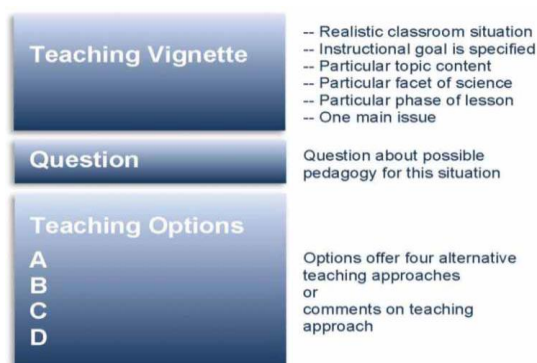 Teaching Vignette
-- Realistic classroom situation
-- Instructional goal is specified
-- Particular topic content
-- Particular facet of science
-- Particular phase of lesson
-- One main issue
Question
Question about possible
pedagogy for this situation
Teaching Options
A
B
C
D
Options offer four alternative
teaching approaches
or
comments on teaching
approach